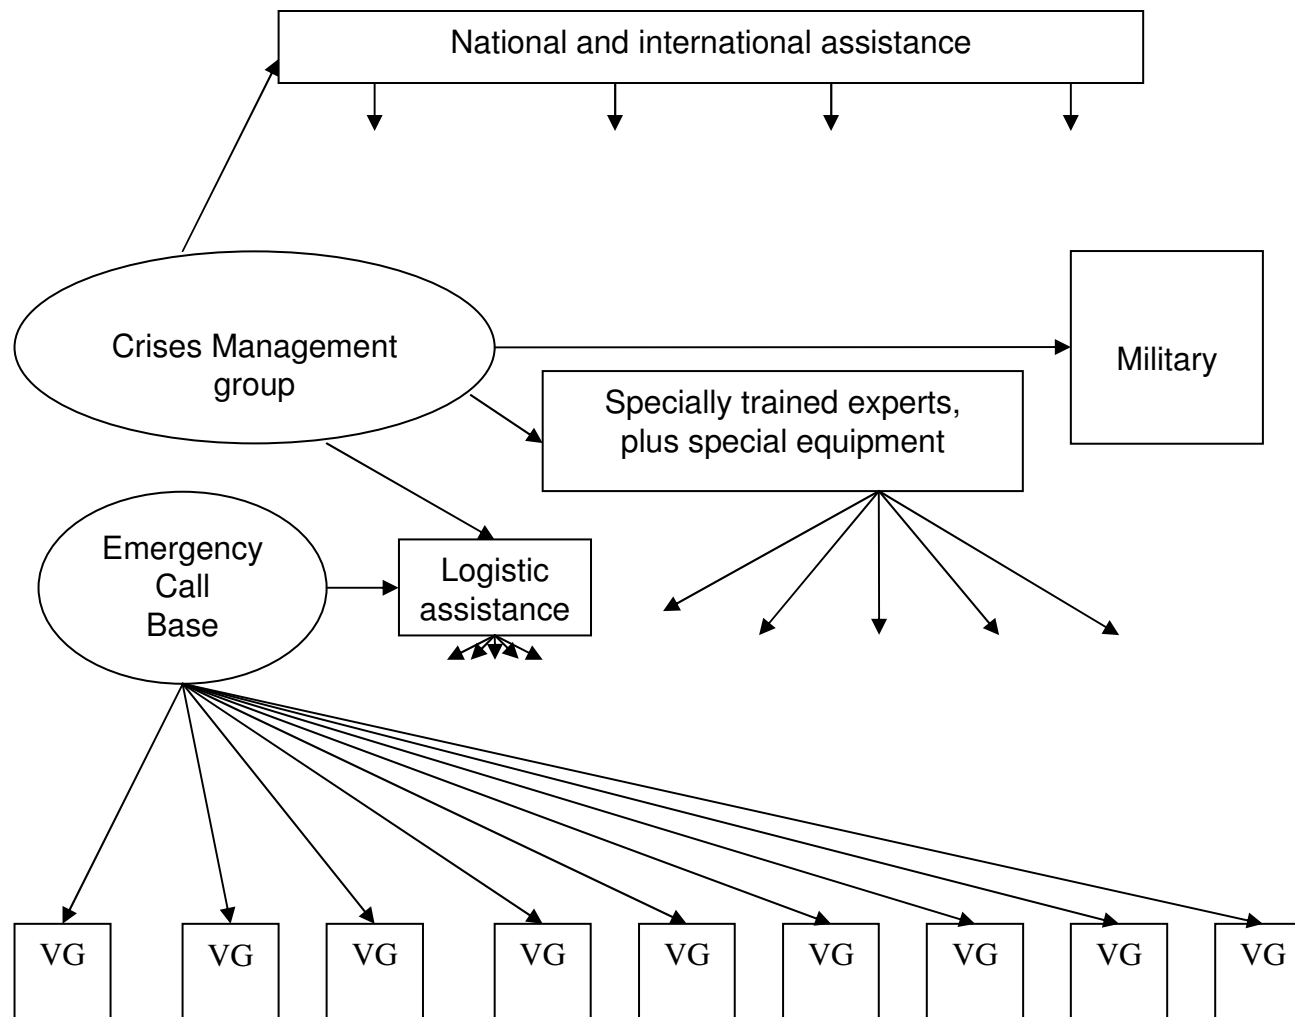 National and international assistance
Crises Management
group
Military
Specially trained experts,
plus special equipment
Emergency
Call
Base
Logistic
assistance
VG
VG
VG
VG
VG
VG
VG
VG
VG